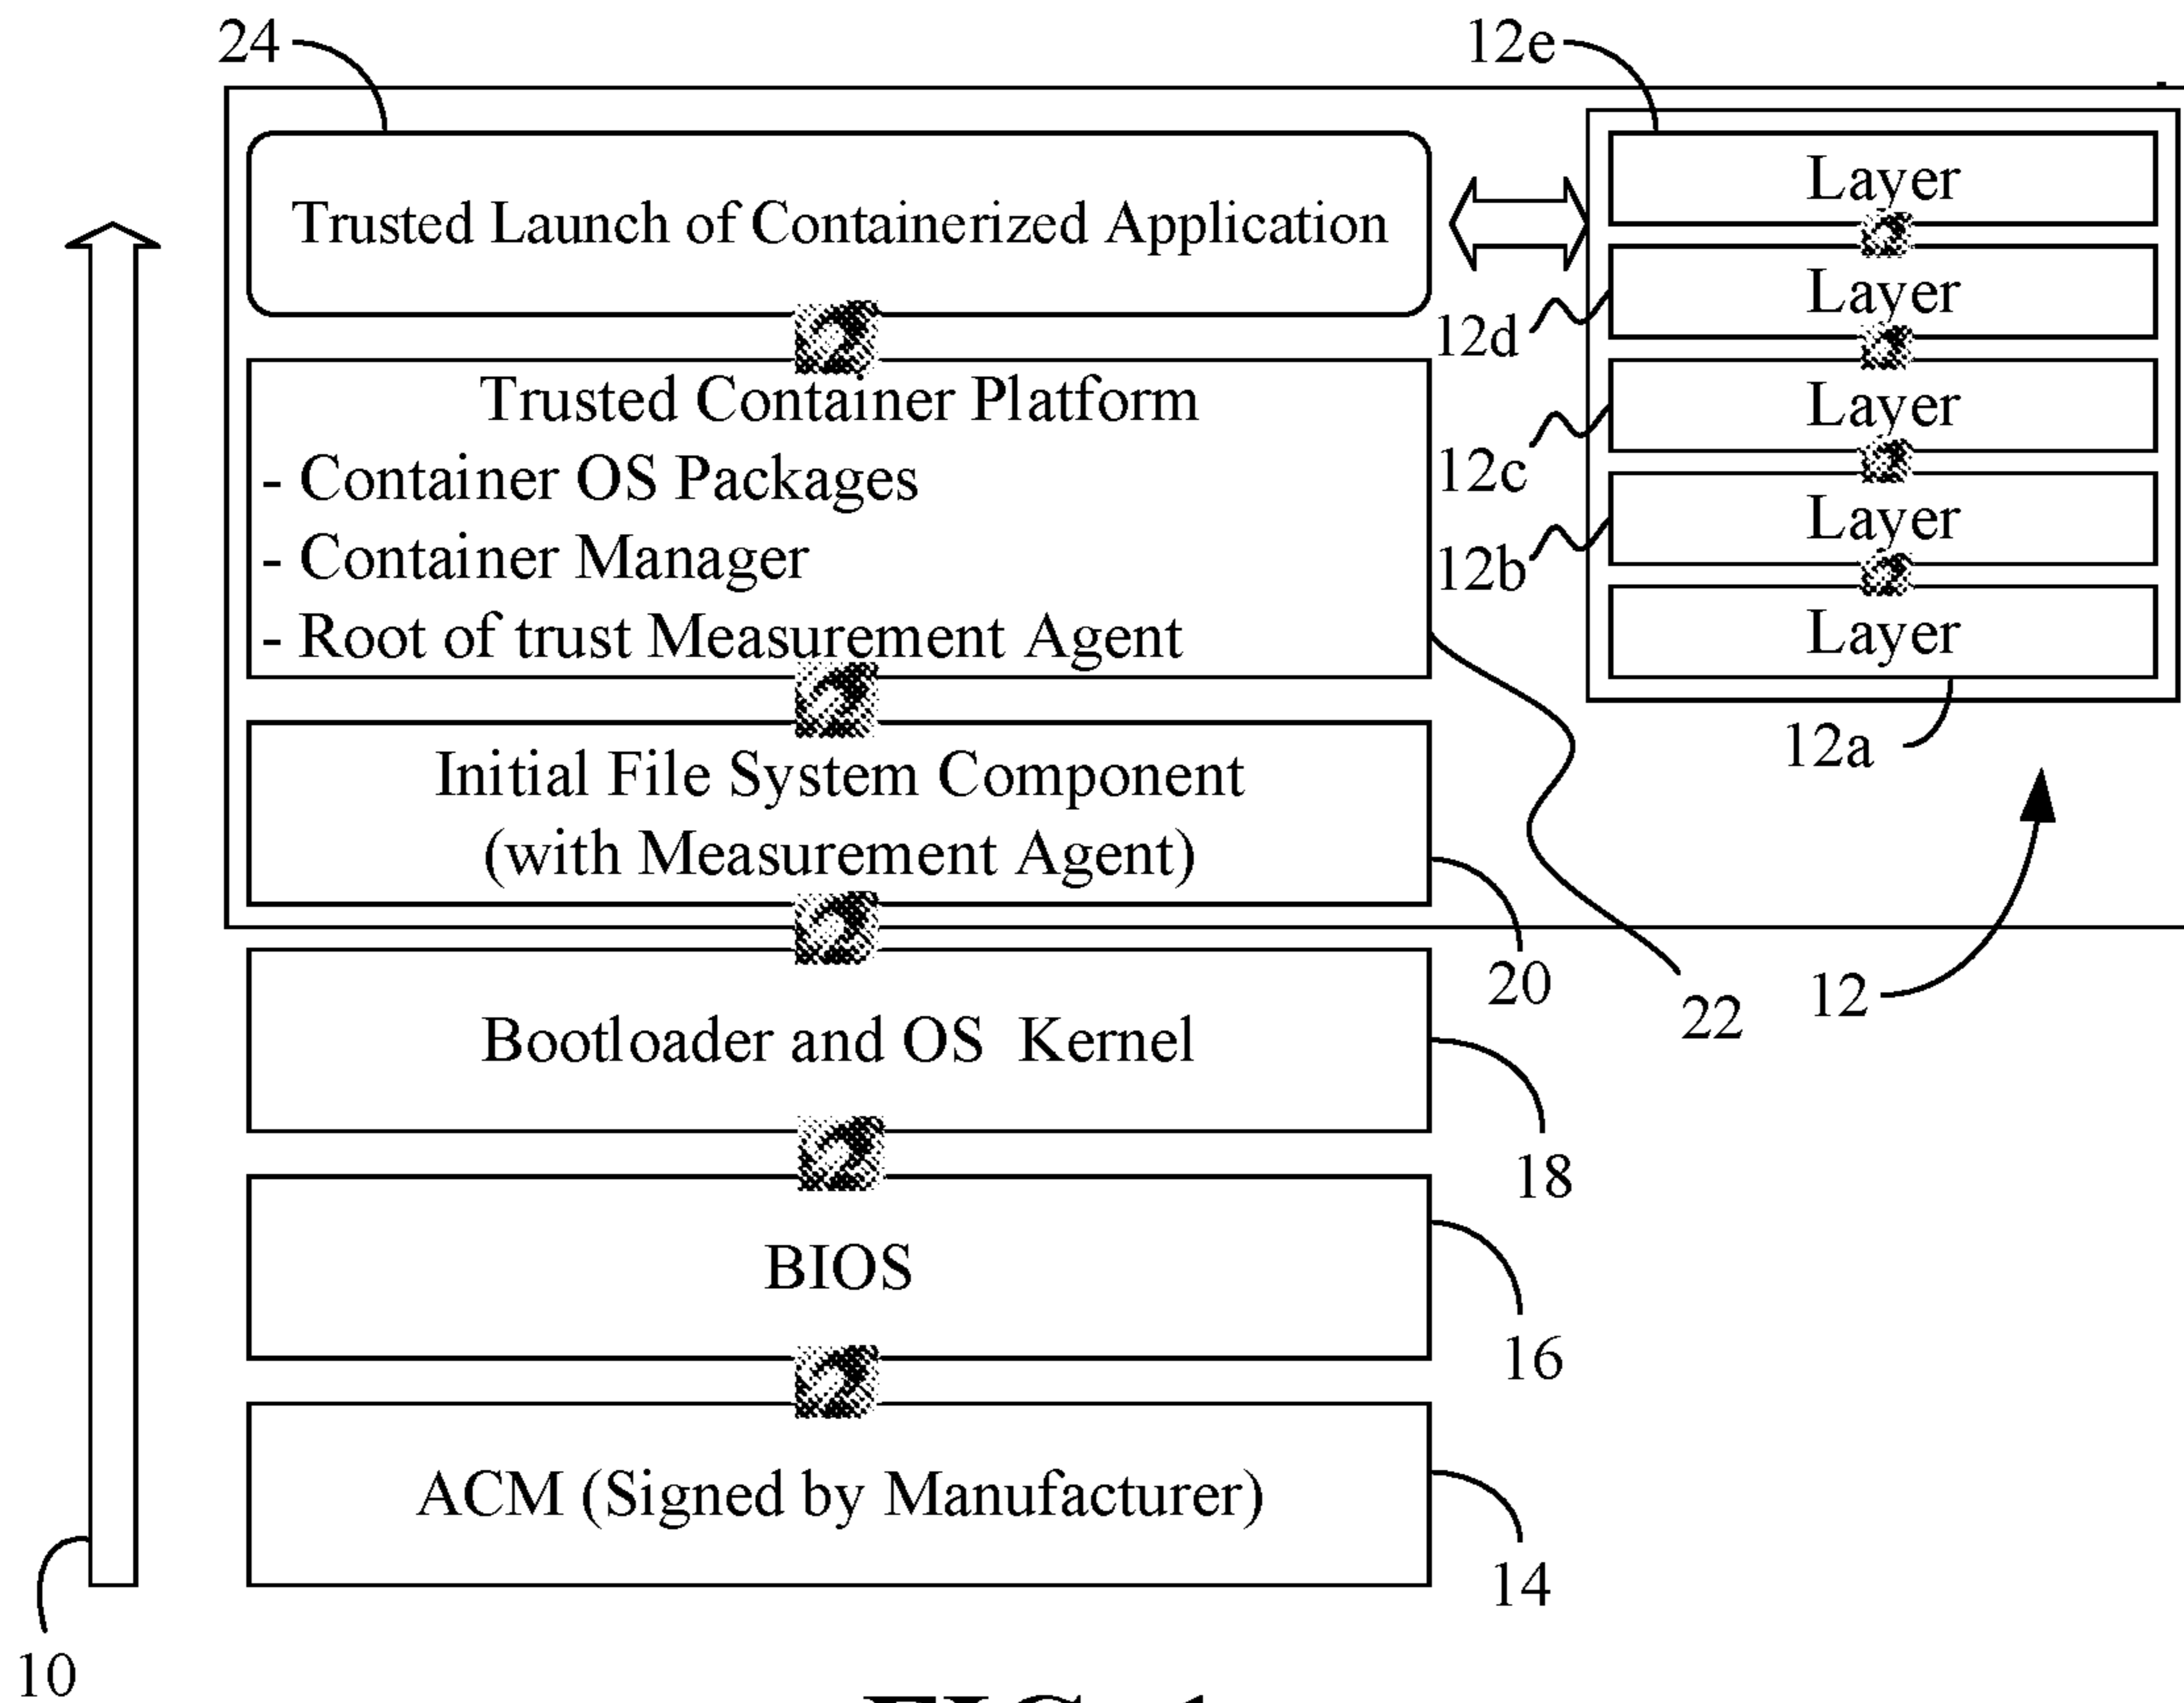 24
12e
Trusted Launch of Containerized Application
Layer
Layer
12d
Trusted Container Platform
- Container OS Packages
- Container Manager
- Root of trust Measurement Agent
Layer
12c
Layer
12b
Layer
12a
Initial File System Component
(with Measurement Agent)
20
22
12
Bootloader and OS Kernel
18
BIOS
16
ACM (Signed by Manufacturer)
14
10